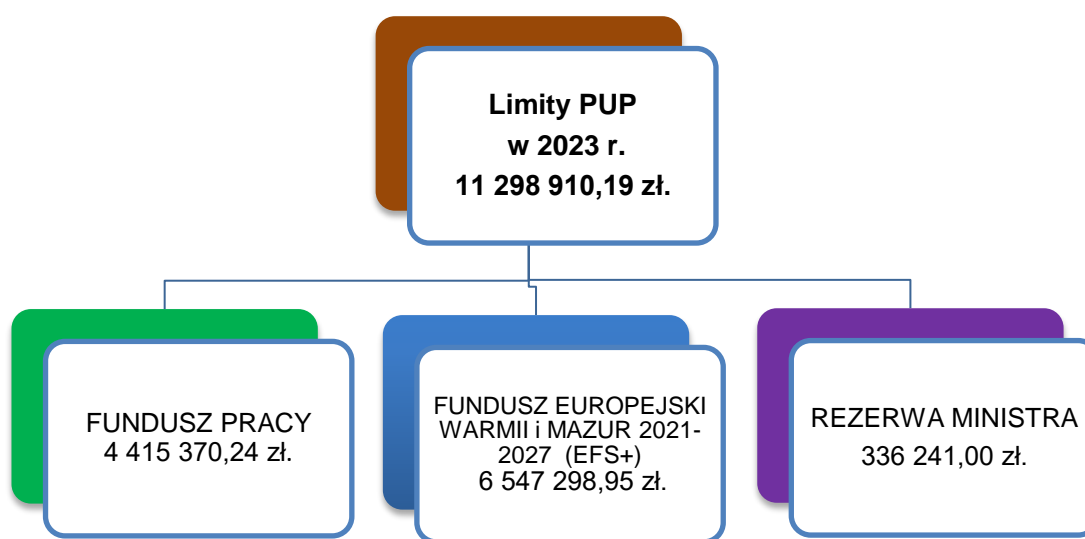 Limity PUP
w 2023 r.
11 298 910,19 zł.
FUNDUSZ PRACY
4 415 370,24 zł.
FUNDUSZ EUROPEJSKI
WARMII i MAZUR 2021-
2027 (EFS+)
6 547 298,95 zł.
REZERWA MINISTRA
336 241,00 zł.